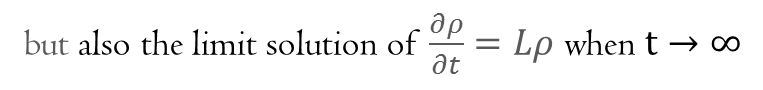 but also the limit solution of ∂ρ/∂t = Lρ when t → ∞